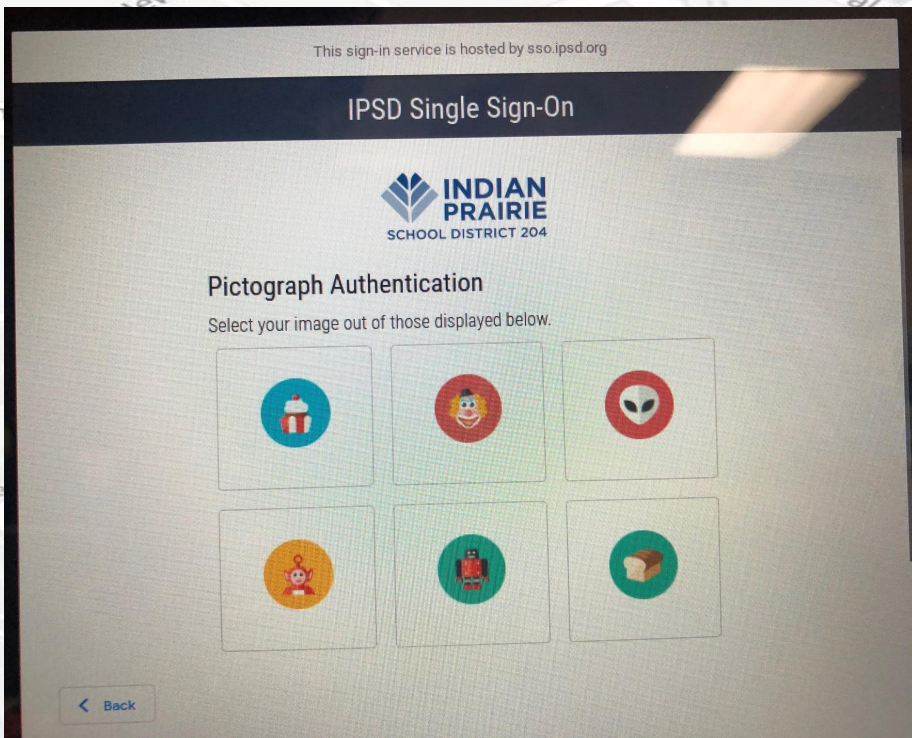 This sign-in service is hosted by sso.ipsd.org
IPSD Single Sign-On
INDIAN
PRAIRIE
SCHOOL DISTRICT 204
Pictograph Authentication
Select your image out of those displayed below.
Back